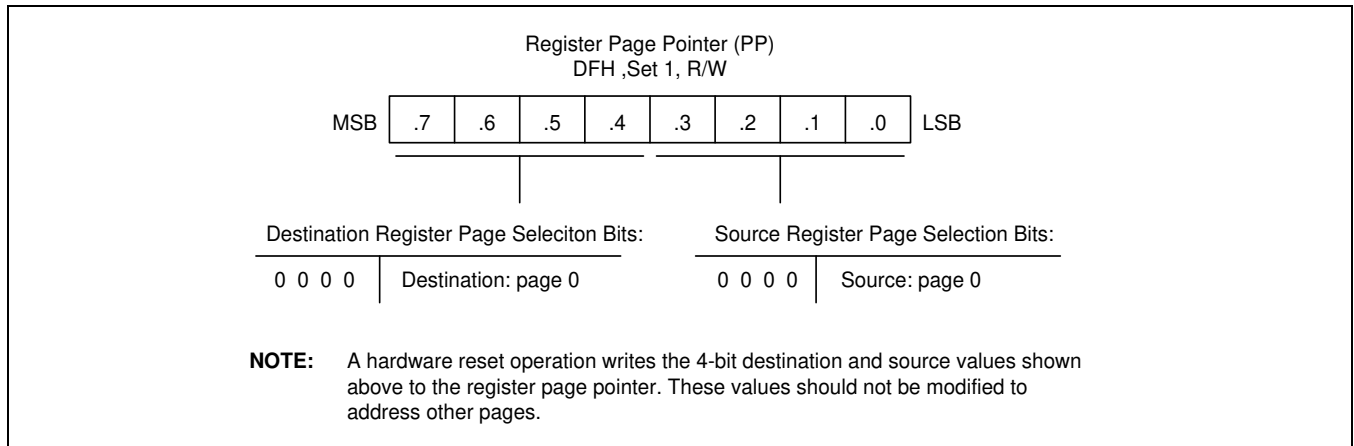 Register Page Pointer (PP)
DFH ,Set 1, R/W
MSB .7 .6 .5 .4 .3 .2 .1 .0 LSB
Destination Register Page Seleciton Bits:
0 0 0 0 Destination: page 0
Source Register Page Selection Bits:
0 0 0 0 Source: page 0
NOTE: A hardware reset operation writes the 4-bit destination and source values shown
above to the register page pointer. These values should not be modified to
address other pages.